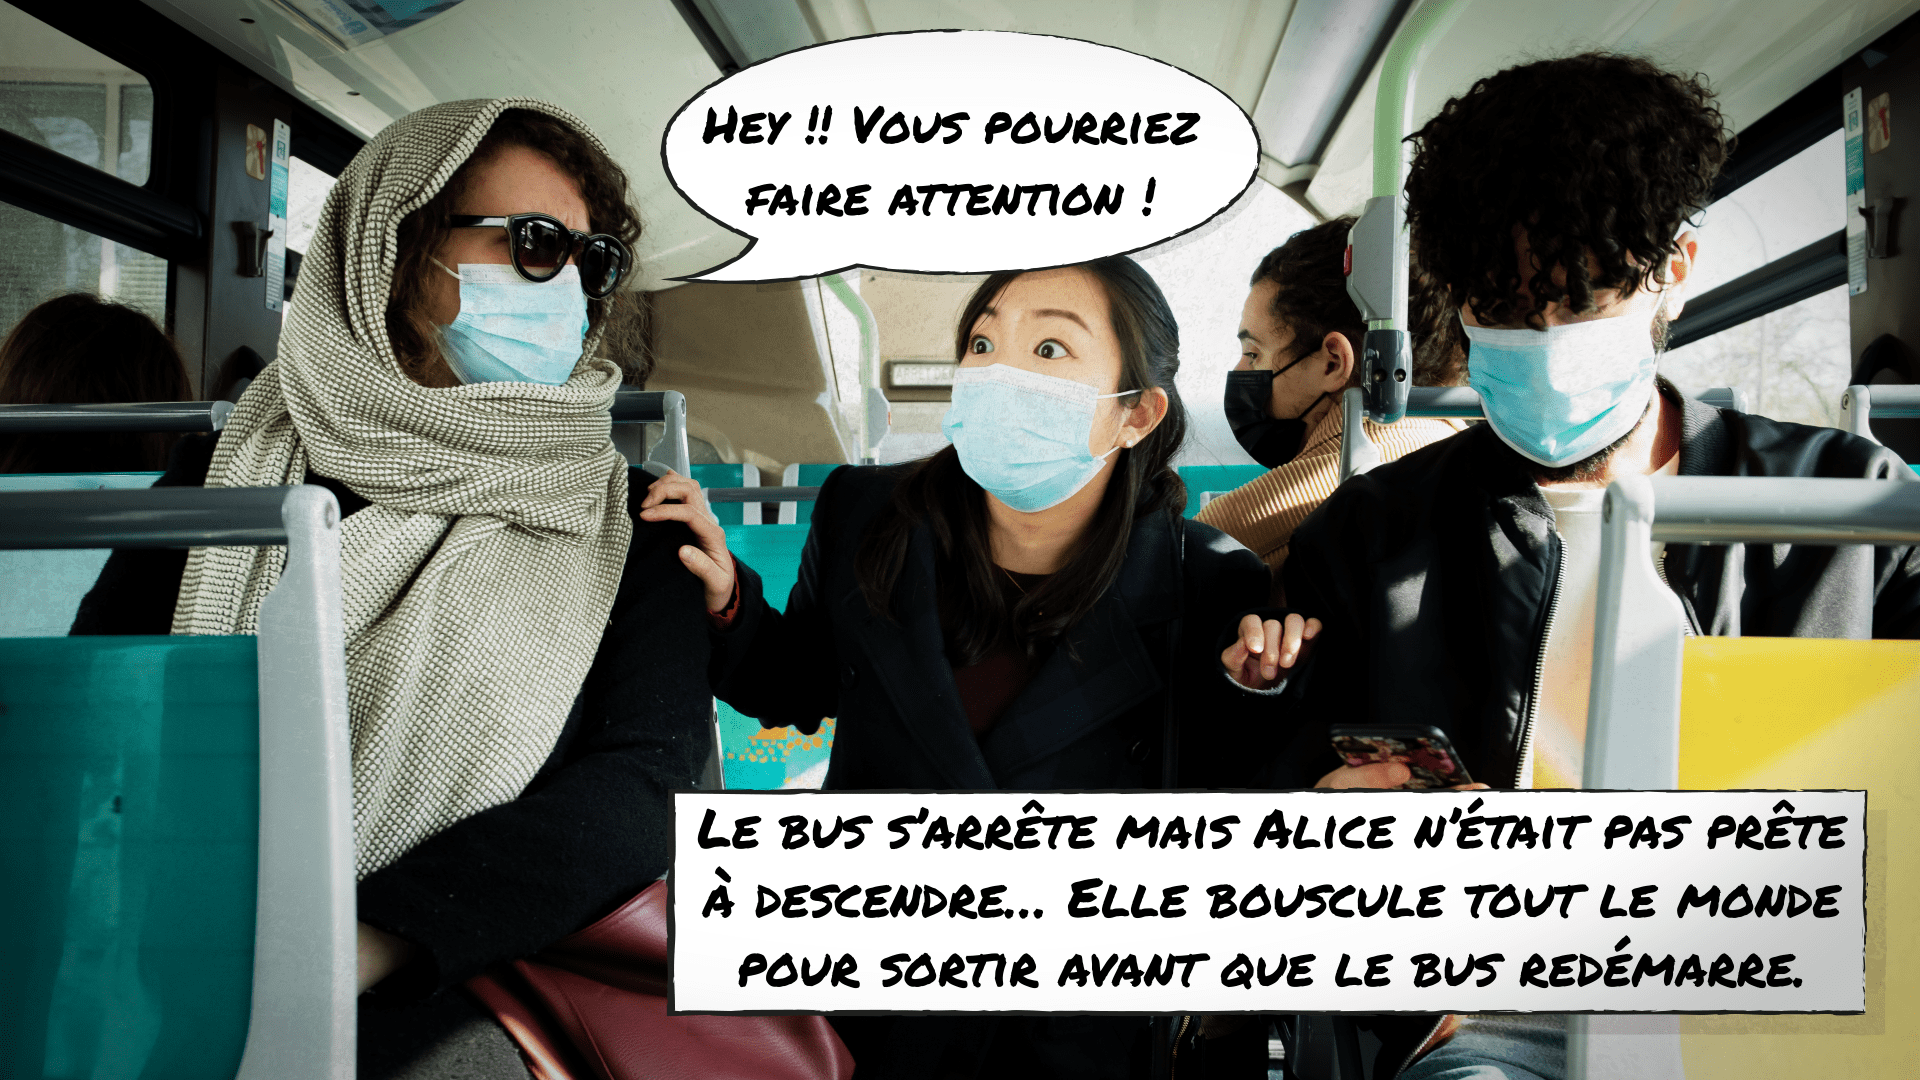 Hey !! Vous pourriez
faire attention !
Le bus s'arrête mais Alice n'était pas prête
à descendre... Elle bouscule tout le monde
pour sortir avant que le bus redémarre.